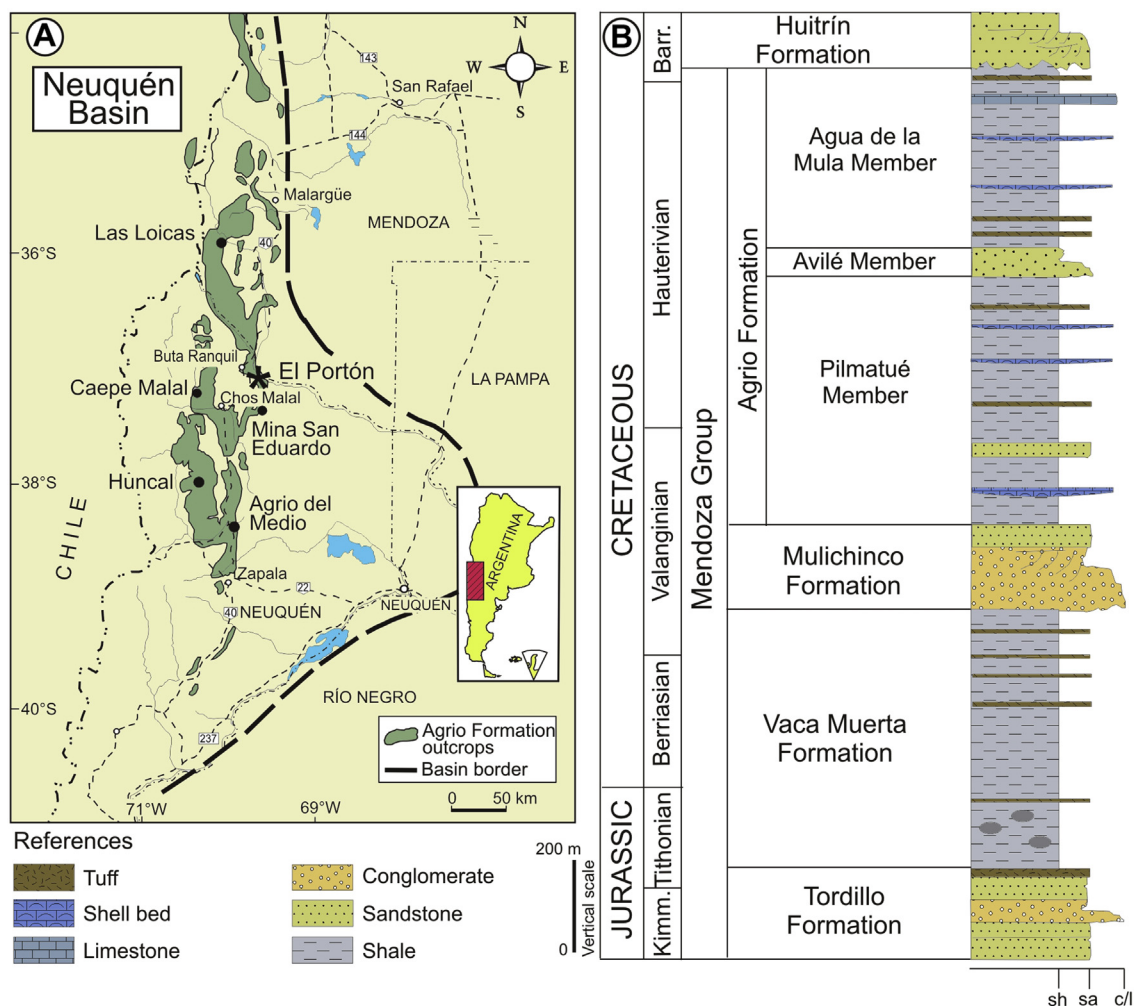 A
Neuquén
Basin
N
W
E
S
143
San Rafael
144
Malargüe
MENDOZA
Las Loicas
40
36°S
Buta Ranquil
El Portón
LA PAMPA
Caepe Malal
Chos Malal
Mina San
Eduardo
38°S
Huncal
Agrio del
Medio
CHILE
ARGENTINA
Zapala
22
NEUQUÉN
40
NEUQUÉN
RÍO NEGRO
40°S
237
Agrio Formation
outcrops
Basin border
0 50 km
71°W
69°W
References
Tuff
Shell bed
Limestone
Conglomerate
Sandstone
Shale
200 m
0
Vertical scale
B
CRETACEOUS
JURASSIC
Barr.
Hauterivian
Valanginian
Berriasian
Tithonian
Kimm.
Mendoza Group
Huitrín
Formation
Agrio Formation
Agua de la
Mula Member
Avilé Member
Pilmatué
Member
Mulichinco
Formation
Vaca Muerta
Formation
Tordillo
Formation
sh sa c/l